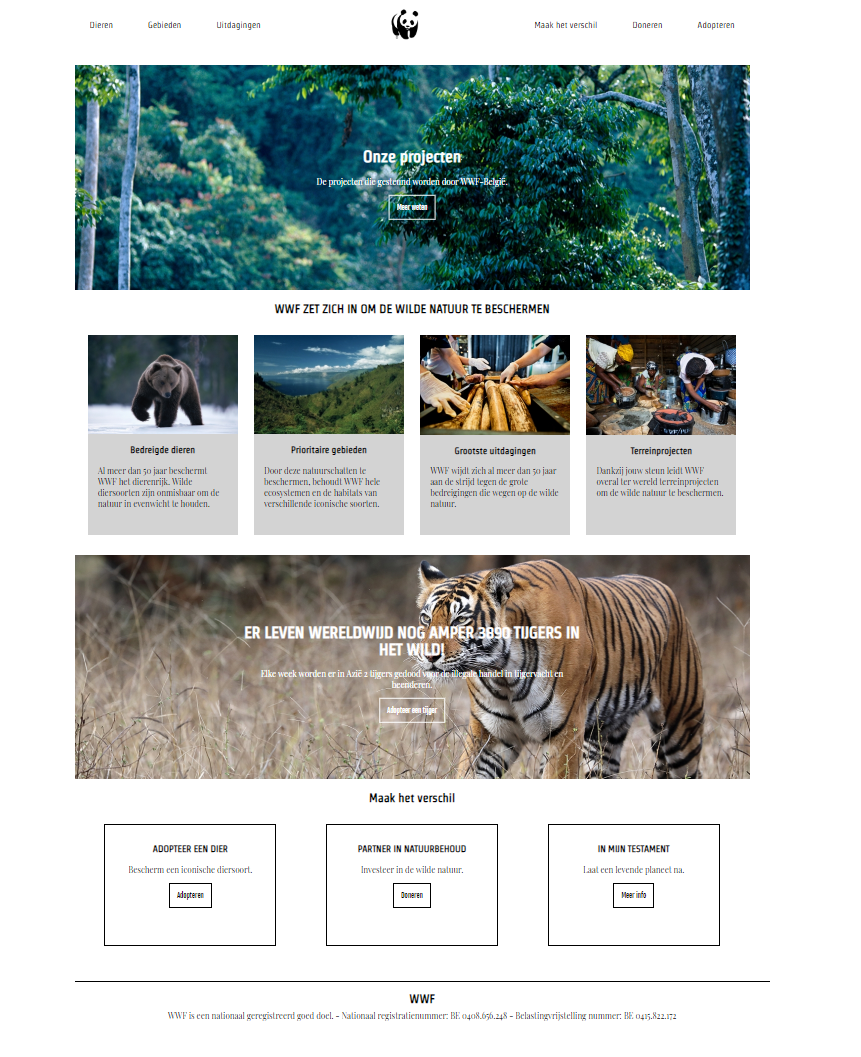 Dieren Gebieden Uitdagingen Maak het verschil Doneren Adopteren
Onze projecten
De projecten die gesteund worden door WWF-België.
Meer weten
WWF ZET ZICH IN OM DE WILDE NATUUR TE BESCHERMEN
Bedreigde dieren
Al meer dan 50 jaar beschermt
WWF het dierenrijk. Wilde
diersoorten zijn onmisbaar om de
natuur in evenwicht te houden.
Prioritaire gebieden
Door deze natuurschatten te
beschermen, behoudt WWF hele
ecosystemen en de habitats van
verschillende iconische soorten.
Grootste uitdagingen
WWF wijdt zich al meer dan 50 jaar
aan de strijd tegen de grote
bedreigingen die wegen op de wilde
natuur.
Terreinprojecten
Dankzij jouw steun leidt WWF
overal ter wereld terreinprojecten
om de wilde natuur te beschermen.
ER LEVEN WERELDWIJD NOG AMPER 3890 TIJGERS IN
HET WILD!
Elke week worden er in Azië 2 tijgers gedood voor de illegale handel in tijgervacht en
beenderen.
Adopteer een tijger
Maak het verschil
ADOPTEER EEN DIER
Bescherm een iconische diersoort.
Adopteren
PARTNER IN NATUURBEHOUD
Investeer in de wilde natuur.
Doneren
IN MIJN TESTAMENT
Laat een levende planeet na.
Meer info
WWF
WWF is een nationaal geregistreerd goed doel. - Nationaal registratienummer: BE 0408.656.248 - Belastingvrijstelling nummer: BE 0415.822.172